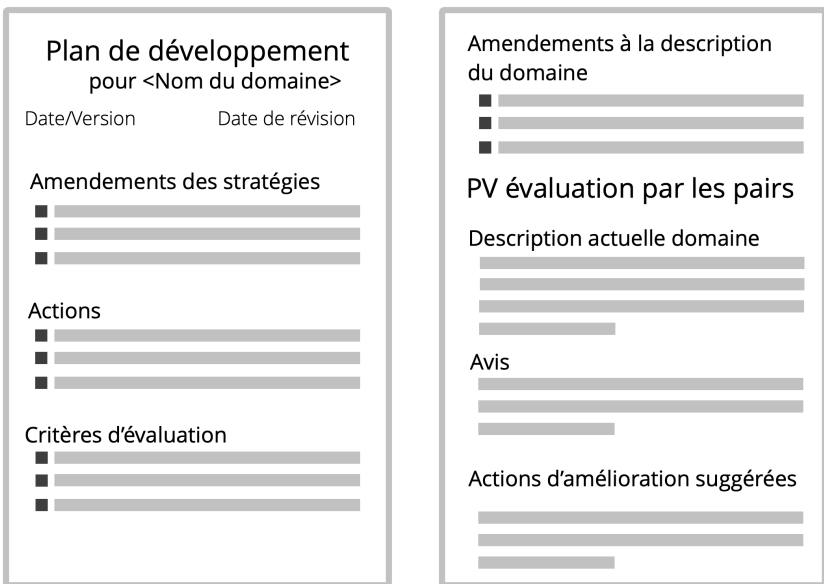 Plan de développement
pour <Nom du domaine>
Date/Version Date de révision
Amendements des stratégies
Actions
Critères d’évaluation
Amendements à la description
du domaine
PV évaluation par les pairs
Description actuelle domaine
Avis
Actions d’amélioration suggérées